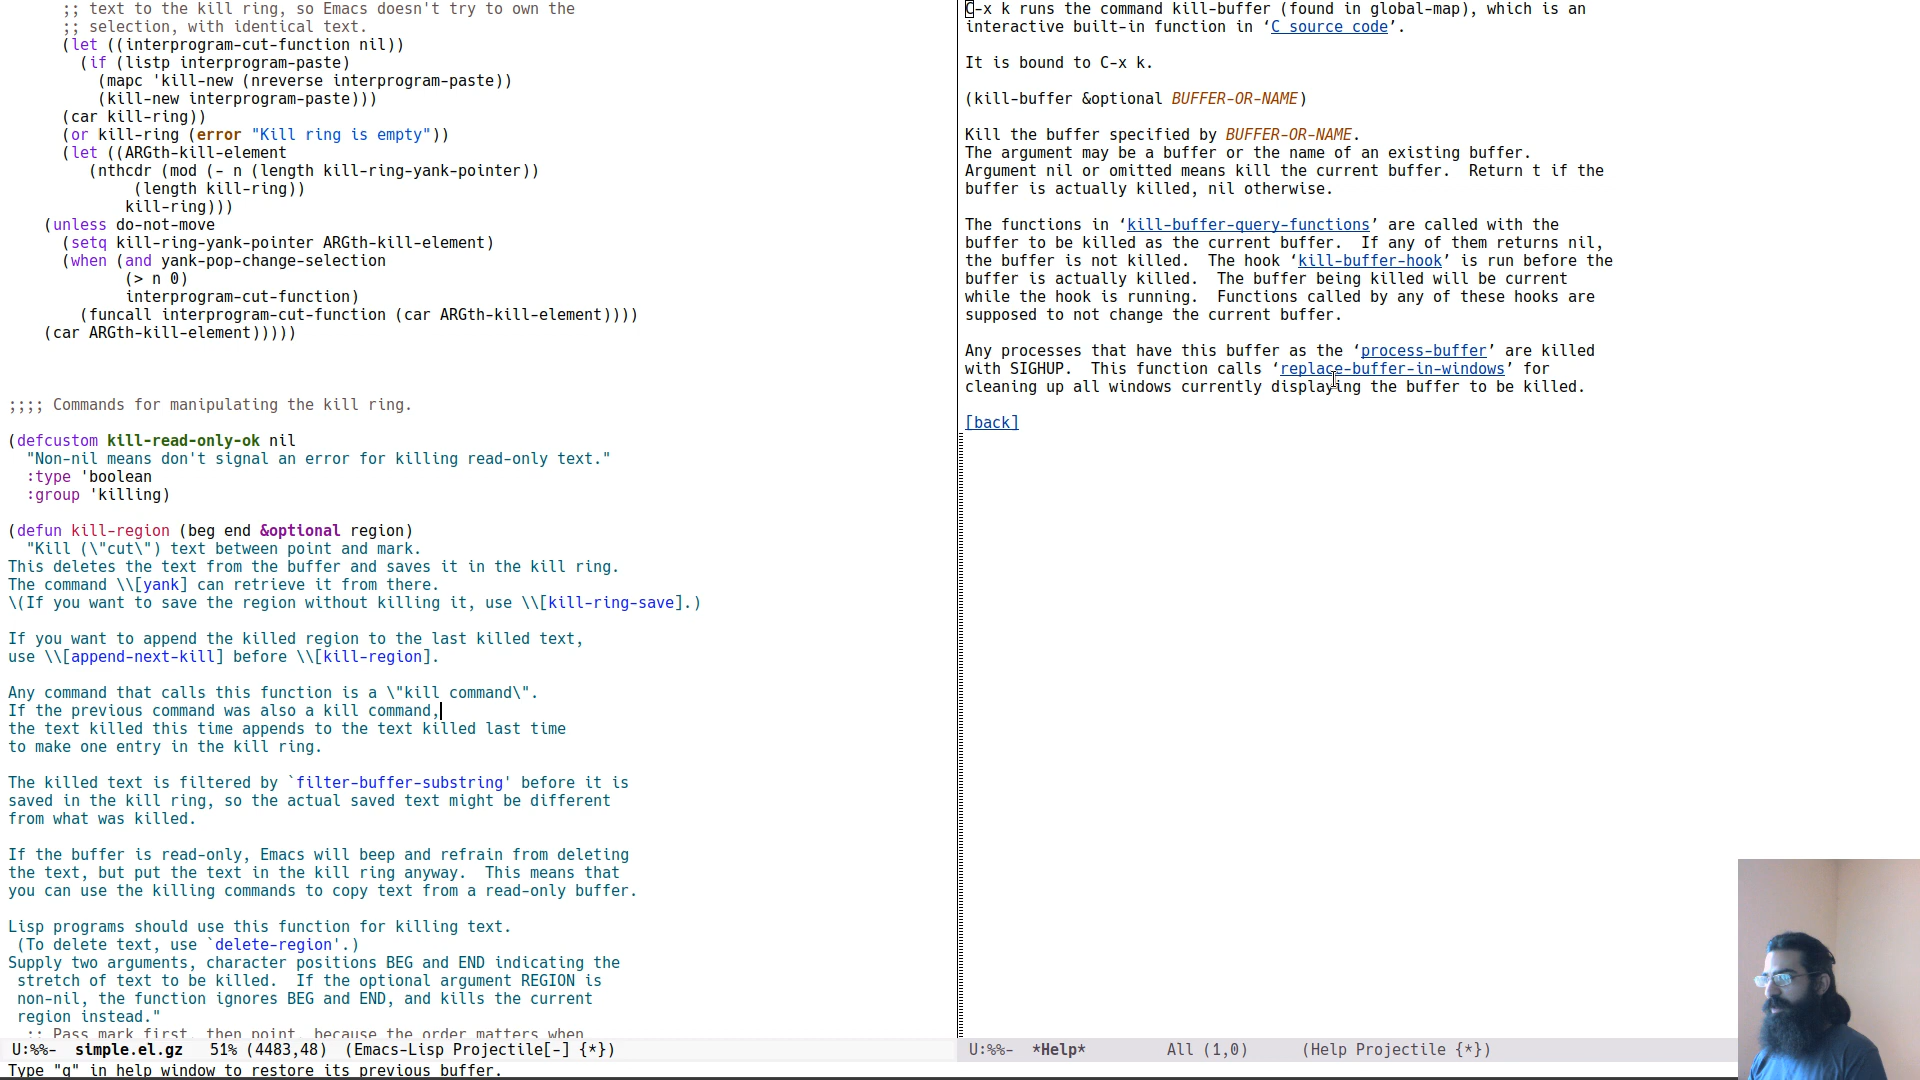 ;; text to the kill ring, so Emacs doesn't try to own the
;; selection, with identical text.
(let ((interprogram-cut-function nil))
(if (listp interprogram-paste)
(mapc 'kill-new (nreverse interprogram-paste))
(kill-new interprogram-paste)))
(car kill-ring))
(or kill-ring (error "Kill ring is empty"))
(let ((ARGth-kill-element
(nthcdr (mod (- n (length kill-ring-yank-pointer))
(length kill-ring))
kill-ring)))
(unless do-not-move
(setq kill-ring-yank-pointer ARGth-kill-element)
(when (and yank-pop-change-selection
(> n 0)
interprogram-cut-function)
(funcall interprogram-cut-function (car ARGth-kill-element))))
(car ARGth-kill-element)))))
;;;; Commands for manipulating the kill ring.
(defcustom kill-read-only-ok nil
"Non-nil means don't signal an error for killing read-only text."
:type 'boolean
:group 'killing)
(defun kill-region (beg end &optional region)
"Kill (\"cut\") text between point and mark.
This deletes the text from the buffer and saves it in the kill ring.
The command \\[yank] can retrieve it from there.
\(If you want to save the region without killing it, use \\[kill-ring-save].)
If you want to append the killed region to the last killed text,
use \\[append-next-kill] before \\[kill-region].
Any command that calls this function is a \"kill command\".
If the previous command was also a kill command,
the text killed this time appends to the text killed last time
to make one entry in the kill ring.
The killed text is filtered by `filter-buffer-substring' before it is
saved in the kill ring, so the actual saved text might be different
from what was killed.
If the buffer is read-only, Emacs will beep and refrain from deleting
the text, but put the text in the kill ring anyway.  This means that
you can use the killing commands to copy text from a read-only buffer.
Lisp programs should use this function for killing text.
(To delete text, use `delete-region'.)
Supply two arguments, character positions BEG and END indicating the
stretch of text to be killed.  If the optional argument REGION is
non-nil, the function ignores BEG and END, and kills the current
region instead."
;; Pass mark first, then point, because the order matters when
U:%%-  simple.el.gz   51% (4483,48)  (Emacs-Lisp Projectile[-] {*})
C-x k runs the command kill-buffer (found in global-map), which is an
interactive built-in function in ‘C source code’.
It is bound to C-x k.
(kill-buffer &optional BUFFER-OR-NAME)
Kill the buffer specified by BUFFER-OR-NAME.
The argument may be a buffer or the name of an existing buffer.
Argument nil or omitted means kill the current buffer.  Return t if the
buffer is actually killed, nil otherwise.
The functions in ‘kill-buffer-query-functions’ are called with the
buffer to be killed as the current buffer.  If any of them returns nil,
the buffer is not killed.  The hook ‘kill-buffer-hook’ is run before the
buffer is actually killed.  The buffer being killed will be current
while the hook is running.  Functions called by any of these hooks are
supposed to not change the current buffer.
Any processes that have this buffer as the ‘process-buffer’ are killed
with SIGHUP.  This function calls ‘replace-buffer-in-windows’ for
cleaning up all windows currently displaying the buffer to be killed.
[back]
U:%%-  *Help*         All (1,0)      (Help Projectile {*})
Type "q" in help window to restore its previous buffer.